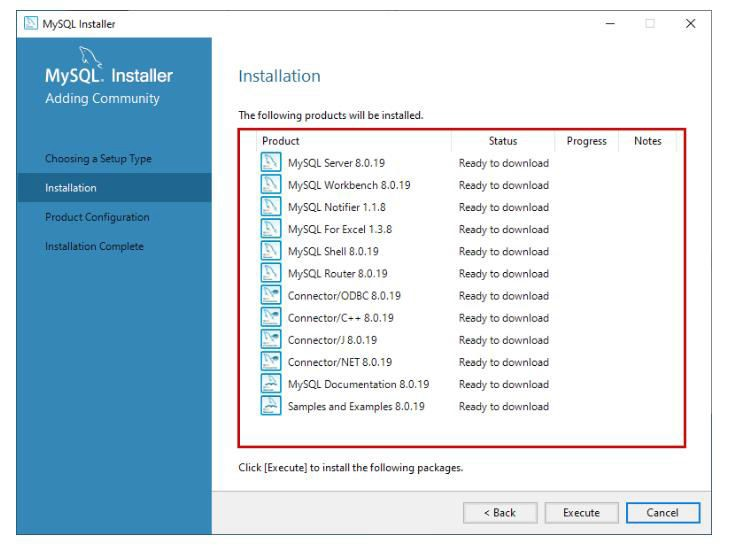 MySQL Installer
MySQL. Installer
Adding Community
Choosing a Setup Type
Installation
Product Configuration
Installation Complete
Installation
The following products will be installed.
Product Status Progress Notes
MySQL Server 8.0.19 Ready to download
MySQL Workbench 8.0.19 Ready to download
MySQL Notifier 1.1.8 Ready to download
MySQL For Excel 1.3.8 Ready to download
MySQL Shell 8.0.19 Ready to download
MySQL Router 8.0.19 Ready to download
Connector/ODBC 8.0.19 Ready to download
Connector/C++ 8.0.19 Ready to download
Connector/J 8.0.19 Ready to download
Connector/NET 8.0.19 Ready to download
MySQL Documentation 8.0.19 Ready to download
Samples and Examples 8.0.19 Ready to download
Click [Execute] to install the following packages.
< Back Execute Cancel